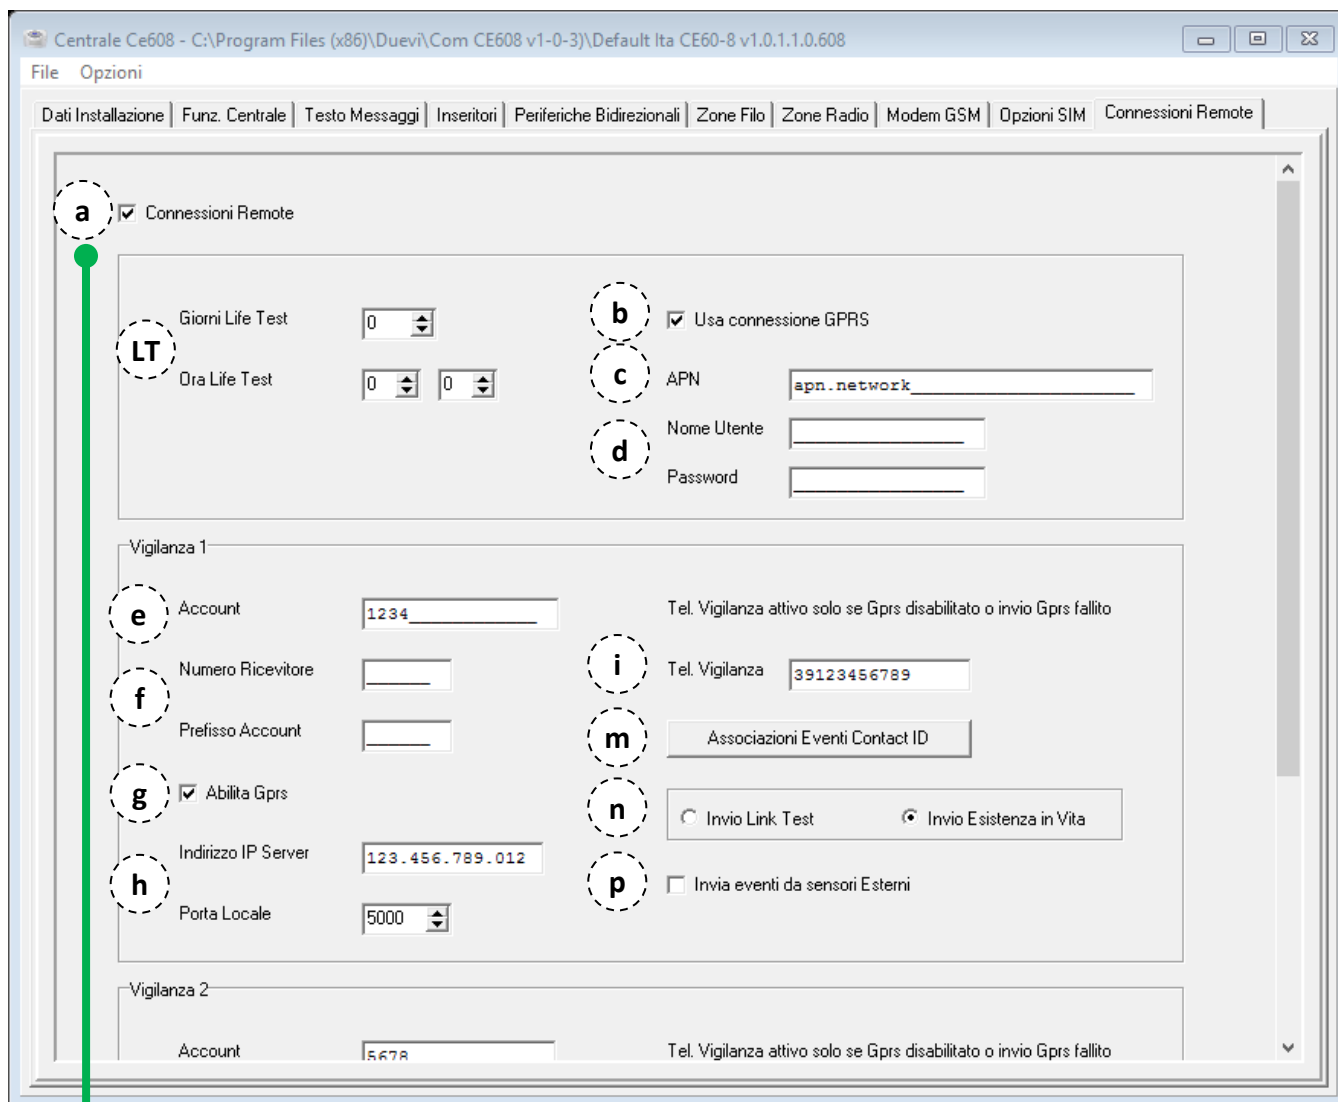 Centrale Ce608 - C:\Program Files (x86)\Duevi\Com CE608 v1-0-3)\Default Ita CE60-8 v1.0.1.1.0.608
File Opzioni
Dati Installazione Funz. Centrale Testo Messaggi Inseritori Periferiche Bidirezionali Zone Filo Zone Radio Modem GSM Opzioni SIM Connessioni Remote
a Connessioni Remote
LT
Giorni Life Test 0
Ora Life Test 0 0
b Usa connessione GPRS
c APN apn.network
d
Nome Utente
Password
Vigilanza 1
e Account 1234
f
Numero Ricevitore
Prefisso Account
g Abilita Gprs
h
Indirizzo IP Server 123.456.789.012
Porta Locale 5000
Tel. Vigilanza attivo solo se Gprs disabilitato o invio Gprs fallito
i Tel. Vigilanza 39123456789
m Associazioni Eventi Contact ID
n Invio Link Test Invio Esistenza in Vita
p Invia eventi da sensori Esterni
Vigilanza 2
Account 5678
Tel. Vigilanza attivo solo se Gprs disabilitato o invio Gprs fallito